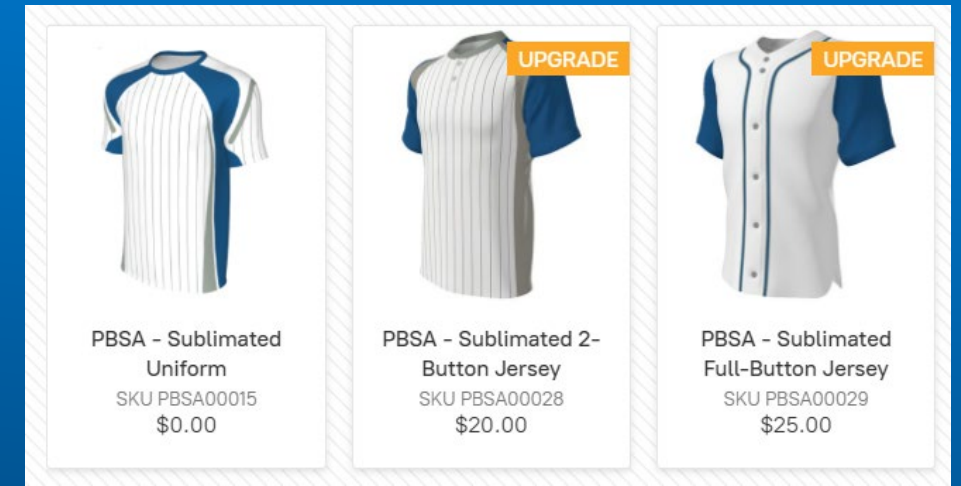 PBSA - Sublimated
Uniform
SKU PBSA00015
$0.00
UPGRADE
PBSA - Sublimated 2-
Button Jersey
SKU PBSA00028
$20.00
UPGRADE
PBSA - Sublimated
Full-Button Jersey
SKU PBSA00029
$25.00